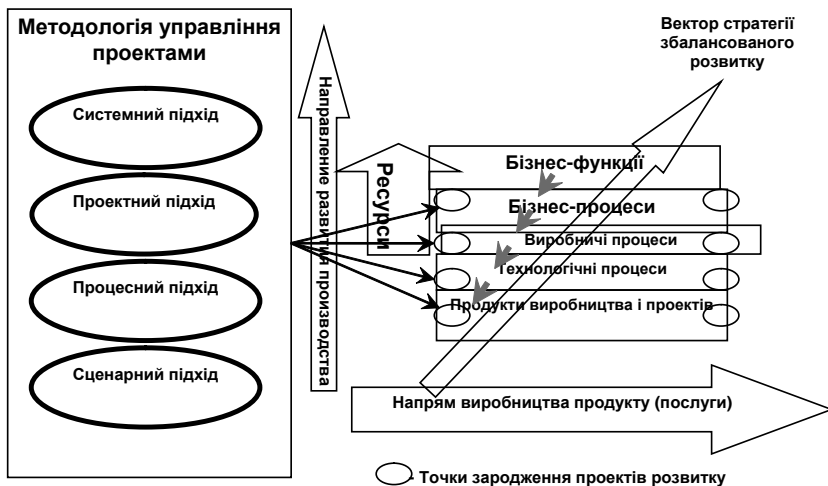 Методологія управління
проектами
Системний підхід
Проектний підхід
Процесний підхід
Сценарний підхід
Направление развития производства
Ресурси
Вектор стратегії
збалансованого
розвитку
Бізнес-функції
Бізнес-процеси
Виробничі процеси
Технологічні процеси
Продукти виробництва і проектів
Напрям виробництва продукту (послуги)
- Точки зародження проектів розвитку